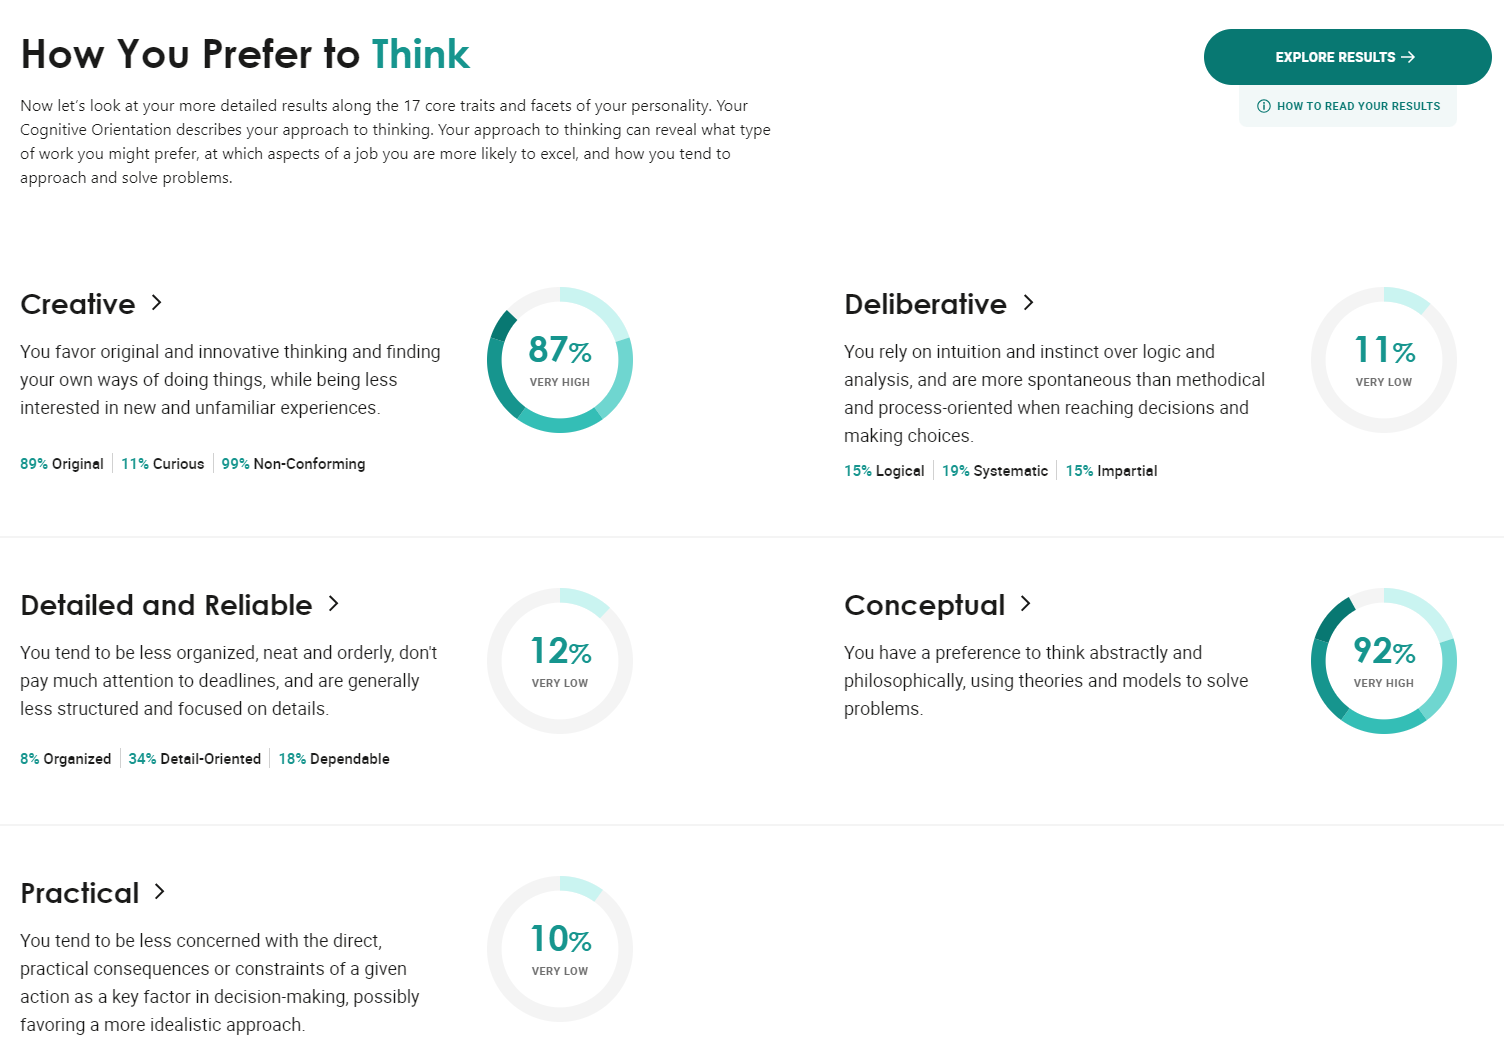 How You Prefer to Think
EXPLORE RESULTS →
HOW TO READ YOUR RESULTS
Now let's look at your more detailed results along the 17 core traits and facets of your personality. Your
Cognitive Orientation describes your approach to thinking. Your approach to thinking can reveal what type
of work you might prefer, at which aspects of a job you are more likely to excel, and how you tend to
approach and solve problems.
Creative
You favor original and innovative thinking and finding
your own ways of doing things, while being less
interested in new and unfamiliar experiences.
89% Original | 11% Curious | 99% Non-Conforming
87%
VERY HIGH
Deliberative
You rely on intuition and instinct over logic and
analysis, and are more spontaneous than methodical
and process-oriented when reaching decisions and
making choices.
15% Logical | 19% Systematic | 15% Impartial
11%
VERY LOW
Detailed and Reliable
You tend to be less organized, neat and orderly, don't
pay much attention to deadlines, and are generally
less structured and focused on details.
8% Organized | 34% Detail-Oriented | 18% Dependable
12%
VERY LOW
Conceptual
You have a preference to think abstractly and
philosophically, using theories and models to solve
problems.
92%
VERY HIGH
Practical
You tend to be less concerned with the direct,
practical consequences or constraints of a given
action as a key factor in decision-making, possibly
favoring a more idealistic approach.
10%
VERY LOW